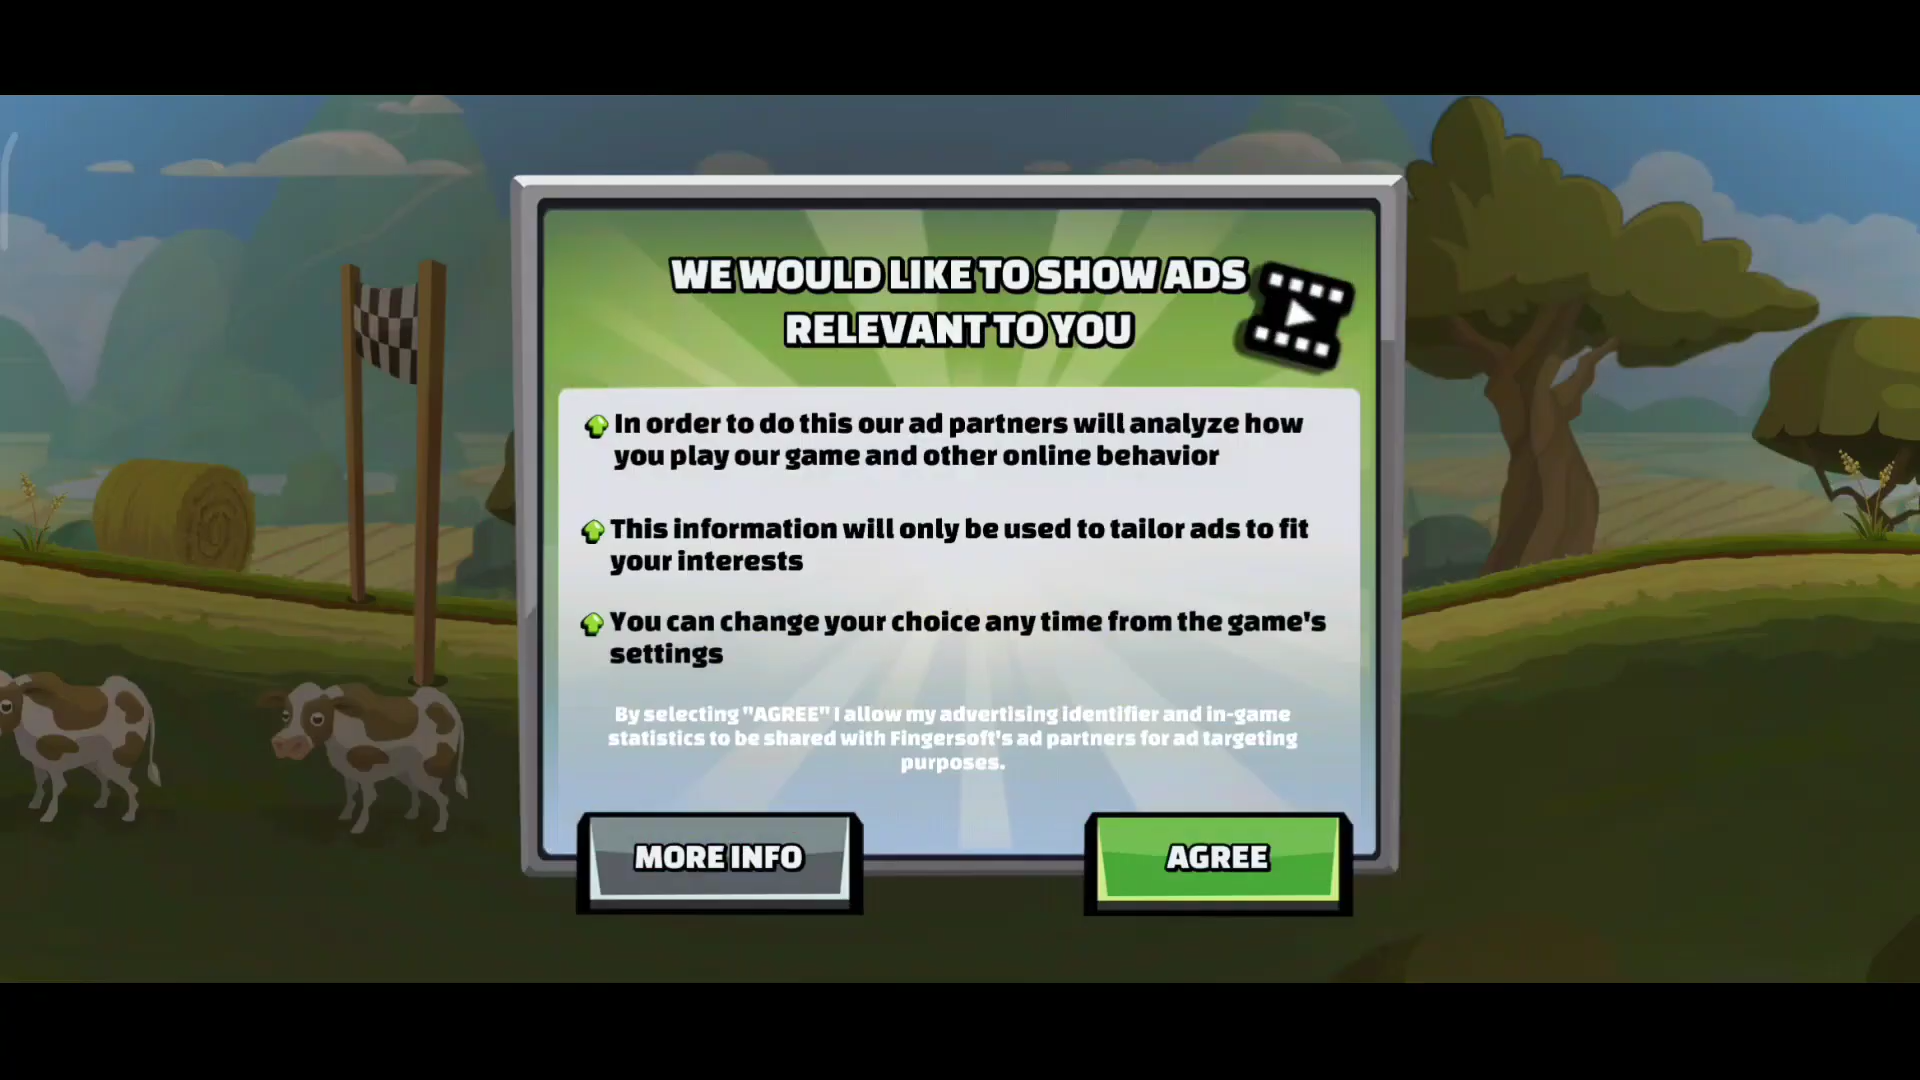 WE WOULD LIKE TO SHOW ADS
RELEVANT TO YOU
In order to do this our ad partners will analyze how
you play our game and other online behavior
This information will only be used to tailor ads to fit
your interests
You can change your choice any time from the game's
settings
By selecting "AGREE" I allow my advertising identifier and in-game
statistics to be shared with Fingersoft's ad partners for ad targeting
purposes.
MORE INFO
AGREE